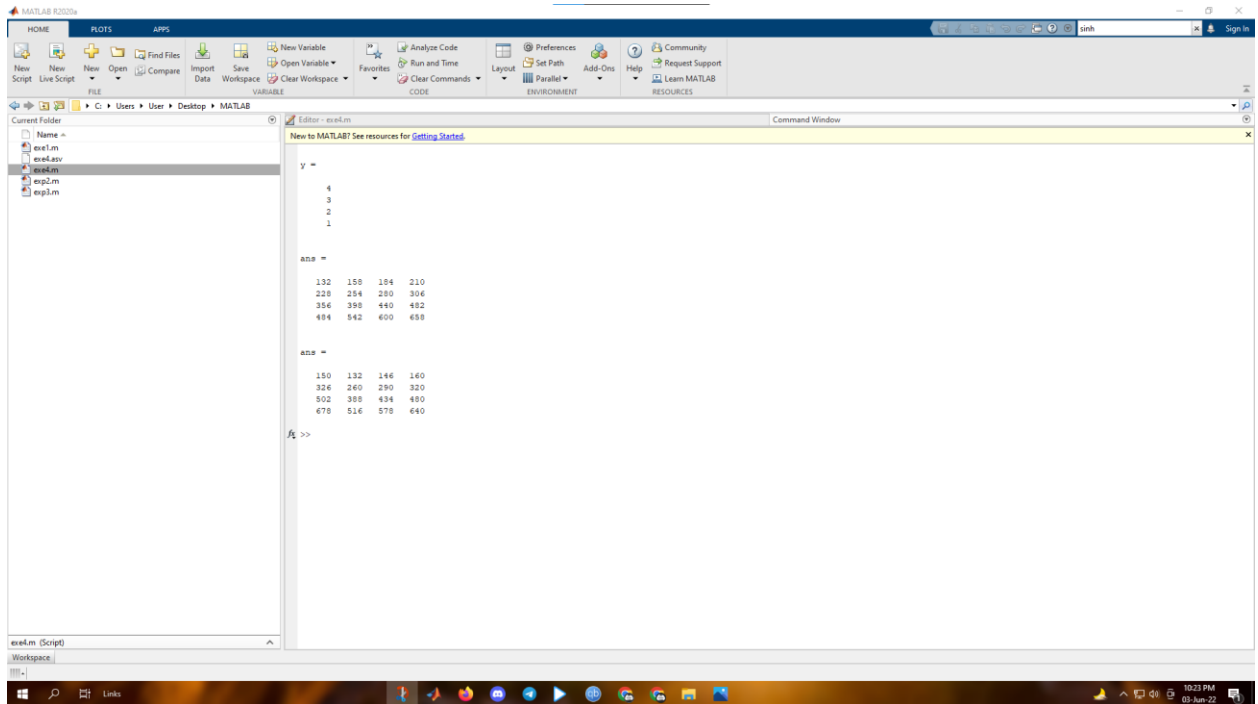 MATLAB R2020a
HOME PLOTS APPS
sinh
Sign In
New Script
New Live Script
New
Open
Find Files
Compare
Import Data
Save Workspace
New Variable
Open Variable
Clear Workspace
Favorites
Analyze Code
Run and Time
Clear Commands
Layout
Preferences
Set Path
Parallel
Add-Ons
Help
Community
Request Support
Learn MATLAB
FILE VARIABLE CODE ENVIRONMENT RESOURCES
C: Users User Desktop MATLAB
Current Folder
Editor - exe4.m
Command Window
Name
New to MATLAB? See resources for Getting Started.
exe1.m
exe4.asv
exe4.m
exp2.m
exp3.m
y =
4
3
2
1
ans =
132 158 184 210
228 254 280 306
356 398 440 482
484 542 600 658
ans =
150 132 146 160
326 260 290 320
502 388 434 480
678 516 578 640
fx >>
exe4.m (Script)
Workspace
Links
10:23 PM
03-Jun-22